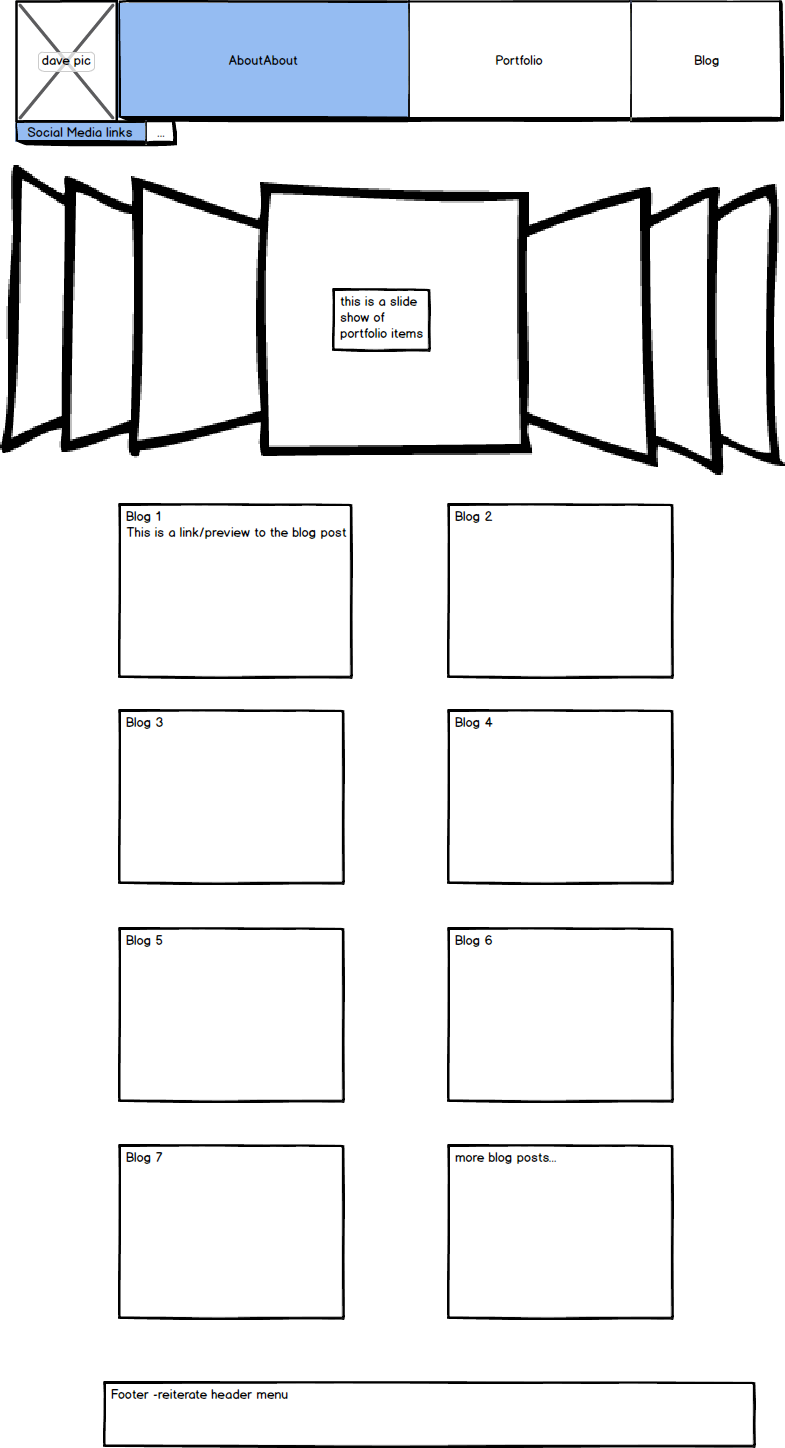 dave pic
AboutAbout
Portfolio
Blog
Social Media links
...
this is a slide
show of
portfolio items
Blog 1
This is a link/preview to the blog post
Blog 2
Blog 3
Blog 4
Blog 5
Blog 6
Blog 7
more blog posts...
Footer -reiterate header menu